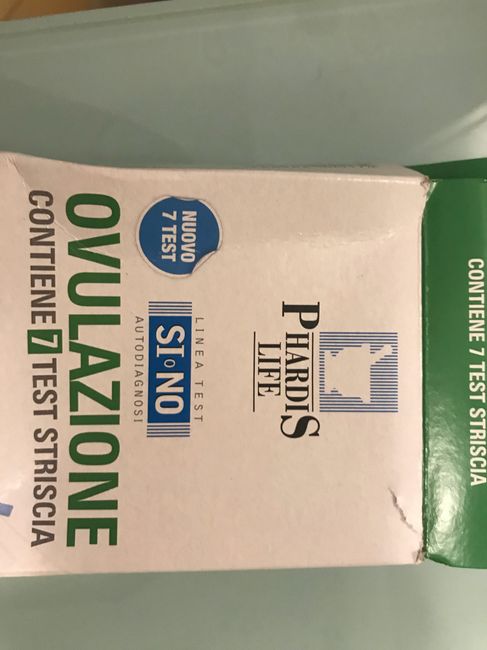 CONTIENE 7 TEST STRISCIA
PHARDIS
LIFE
LINEA TEST
SI o NO
AUTODIAGNOSI
NUOVO
7 TEST
OVULAZIONE
CONTIENE 7 TEST STRISCIA